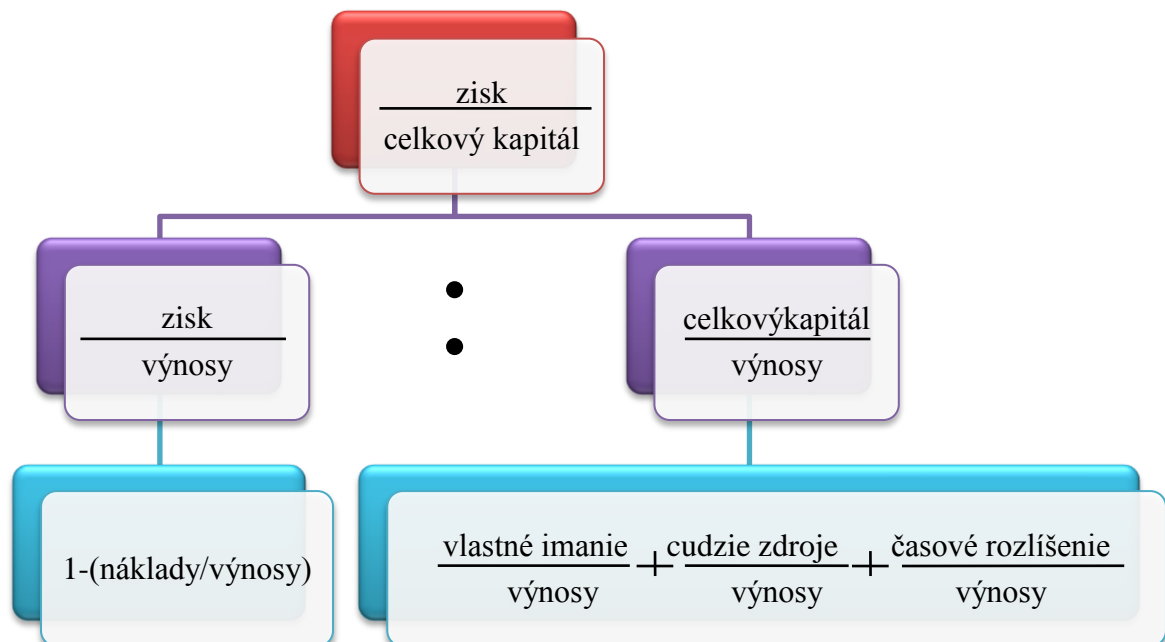 zisk
celkový kapitál
zisk
výnosy
:
celkovýkapitál
výnosy
1-(náklady/výnosy)
vlastné imanie + cudzie zdroje + časové rozlíšenie
výnosy výnosy výnosy